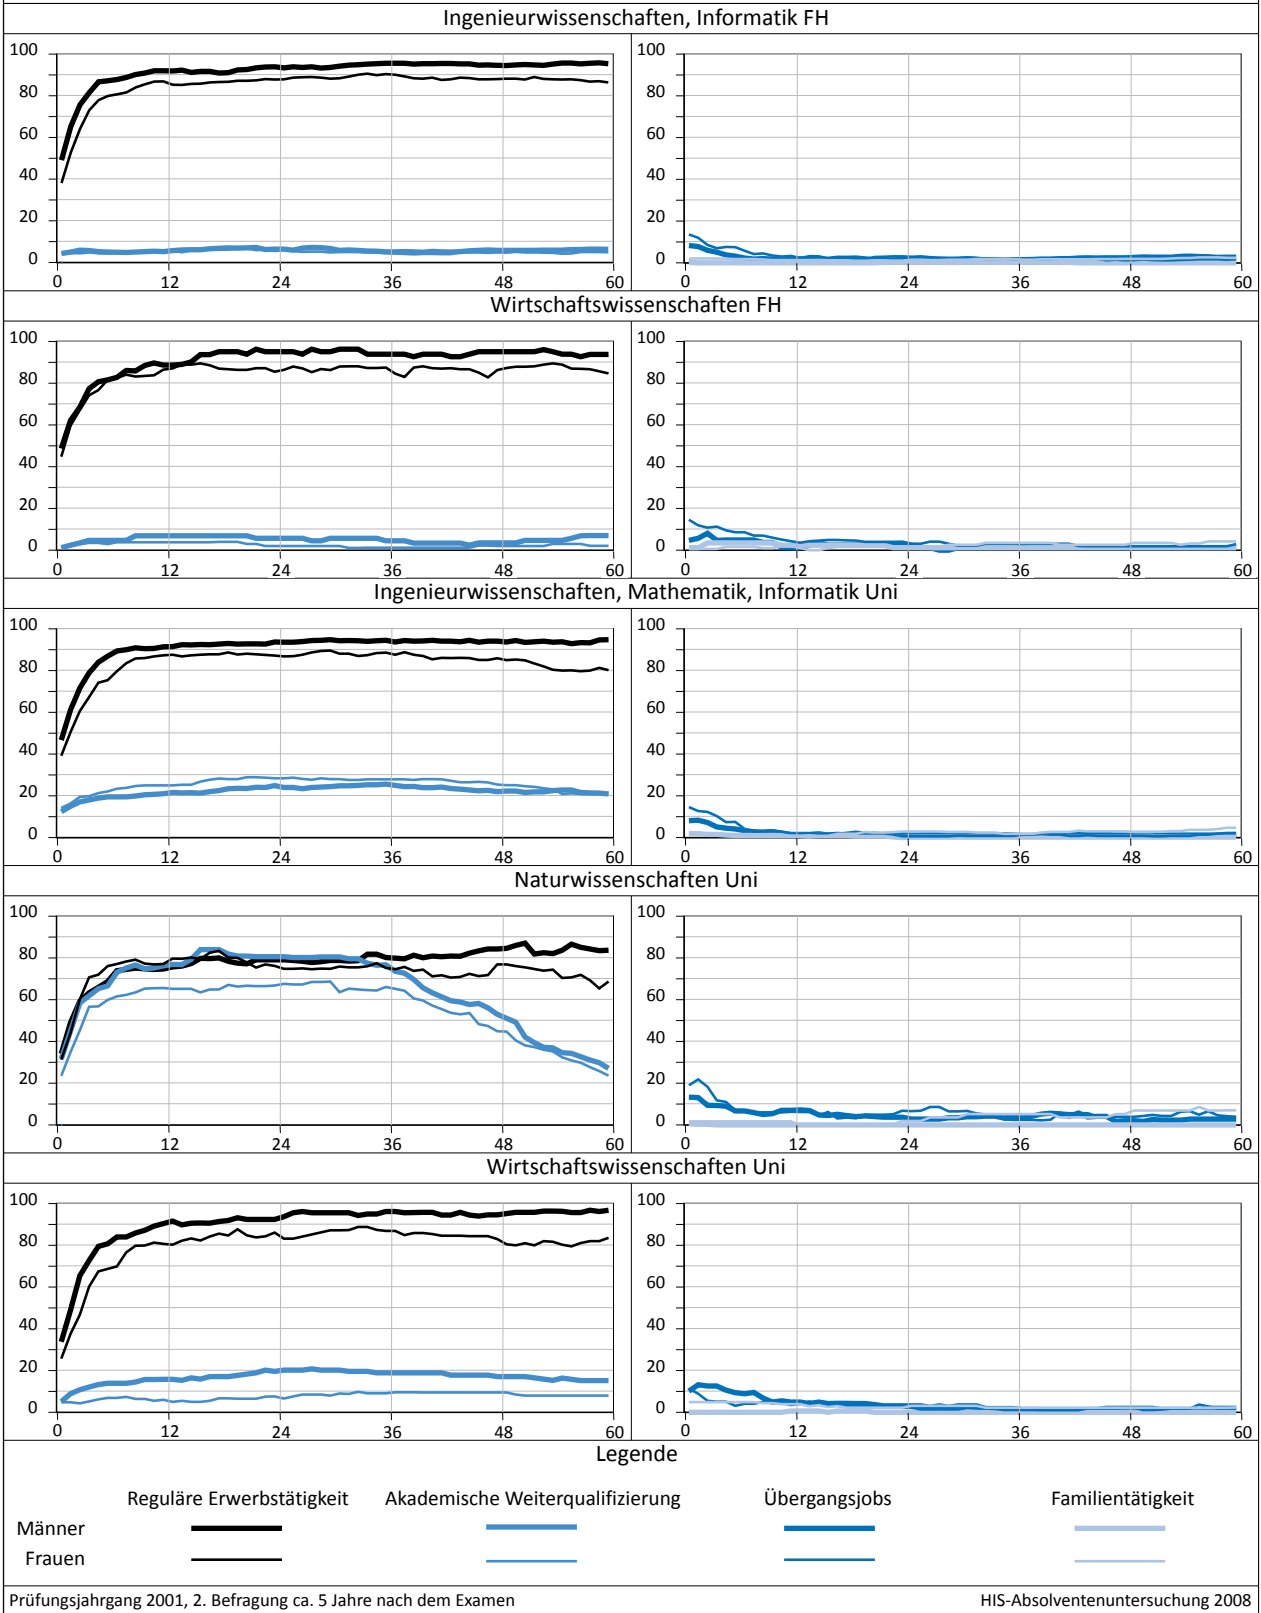 Ingenieurwissenschaften, Informatik FH
100 100
80 80
60 60
40 40
20 20
0 0
0 12 24 36 48 60 0 12 24 36 48 60
Wirtschaftswissenschaften FH
100 100
80 80
60 60
40 40
20 20
0 0
0 12 24 36 48 60 0 12 24 36 48 60
Ingenieurwissenschaften, Mathematik, Informatik Uni
100 100
80 80
60 60
40 40
20 20
0 0
0 12 24 36 48 60 0 12 24 36 48 60
Naturwissenschaften Uni
100 100
80 80
60 60
40 40
20 20
0 0
0 12 24 36 48 60 0 12 24 36 48 60
Wirtschaftswissenschaften Uni
100 100
80 80
60 60
40 40
20 20
0 0
0 12 24 36 48 60 0 12 24 36 48 60
Legende
Reguläre Erwerbstätigkeit Akademische Weiterqualifizierung Übergangsjobs Familientätigkeit
Männer
Frauen
Prüfungsjahrgang 2001, 2. Befragung ca. 5 Jahre nach dem Examen HIS-Absolventenuntersuchung 2008